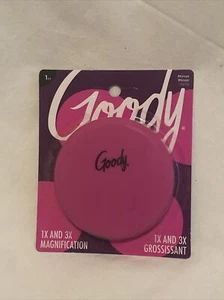 Goody®
Goody®
1X AND 3X
MAGNIFICATION
1X AND 3X
GROSSISSANT